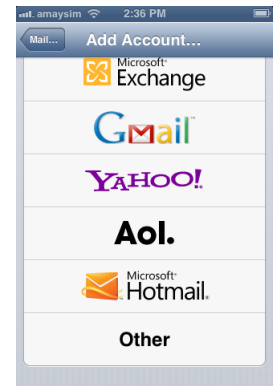 amaysim 2:36 PM
Mail... Add Account...
Microsoft
Exchange
Gmail
YAHOO!
Aol.
Microsoft
Hotmail
Other